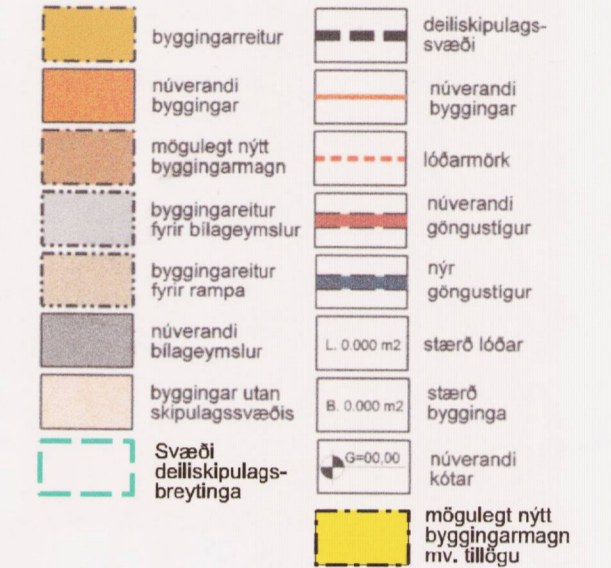 byggingarreitur
núverandi
byggingar
mögulegt nýtt
byggingarmagn
byggingareitur
fyrir bílageymslur
byggingareitur
fyrir rampa
núverandi
bílageymslur
byggingar utan
skipulagssvæðis
Svæði
deiliskipulags-
breytinga
deiliskipulags-
svæði
núverandi
byggingar
lóðarmörk
núverandi
göngustígur
nýr
göngustígur
L. 0.000 m2
stærð lóðar
B. 0.000 m2
stærð
bygginga
G=00,00
núverandi
kótar
mögulegt nýtt
byggingarmagn
mv. tillögu